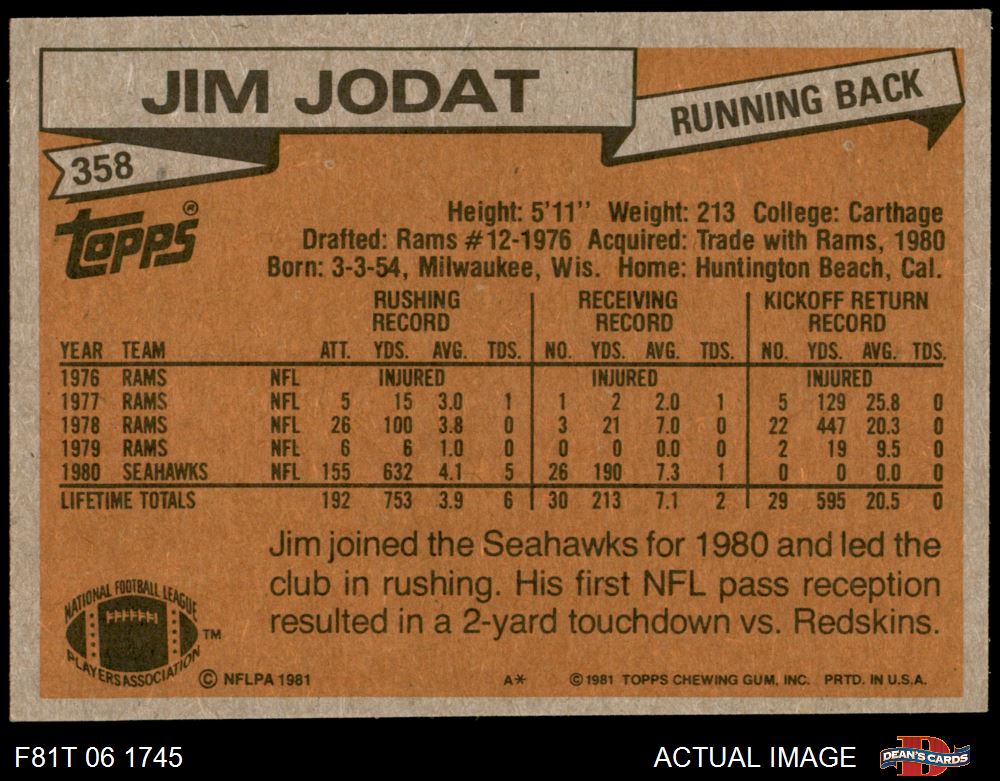 JIM JODAT
RUNNING BACK
358
TOPPS®
Height: 5'11'' Weight: 213 College: Carthage
Drafted: Rams #12-1976 Acquired: Trade with Rams, 1980
Born: 3-3-54, Milwaukee, Wis. Home: Huntington Beach, Cal.
RUSHING RECEIVING KICKOFF RETURN
RECORD RECORD RECORD
YEAR TEAM ATT. YDS. AVG. TDS. NO. YDS. AVG. TDS. NO. YDS. AVG. TDS.
1976 RAMS NFL INJURED INJURED INJURED
1977 RAMS NFL 5 15 3.0 1 1 2 2.0 1 5 129 25.8 0
1978 RAMS NFL 26 100 3.8 0 3 21 7.0 0 22 447 20.3 0
1979 RAMS NFL 6 6 1.0 0 0 0 0.0 0 2 19 9.5 0
1980 SEAHAWKS NFL 155 632 4.1 5 26 190 7.3 1 0 0 0.0 0
LIFETIME TOTALS 192 753 3.9 6 30 213 7.1 2 29 595 20.5 0
Jim joined the Seahawks for 1980 and led the
club in rushing. His first NFL pass reception
resulted in a 2-yard touchdown vs. Redskins.
NATIONAL FOOTBALL LEAGUE
PLAYERS ASSOCIATION
TM
© NFLPA 1981 A* © 1981 TOPPS CHEWING GUM, INC. PRTD. IN U.S.A.
F81T 06 1745 ACTUAL IMAGE DEAN'S CARDS